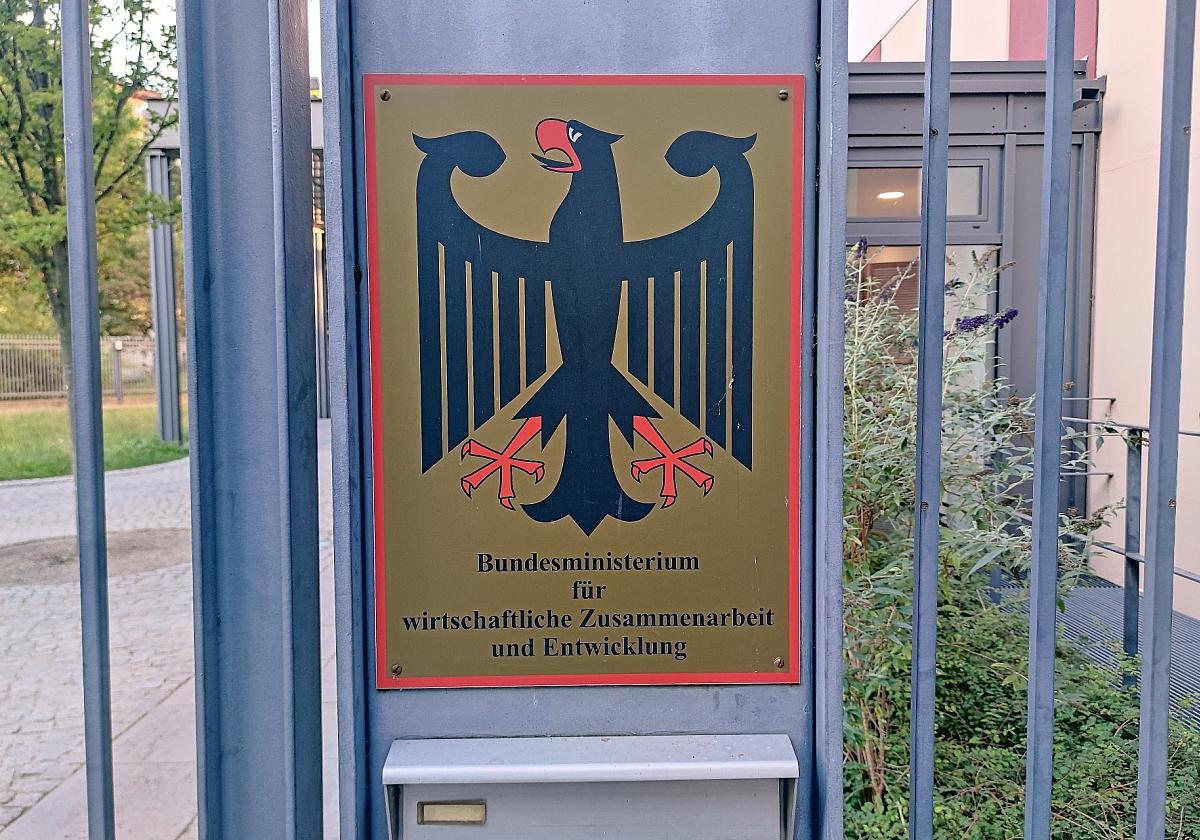 Bundesministerium
für
wirtschaftliche Zusammenarbeit
und Entwicklung